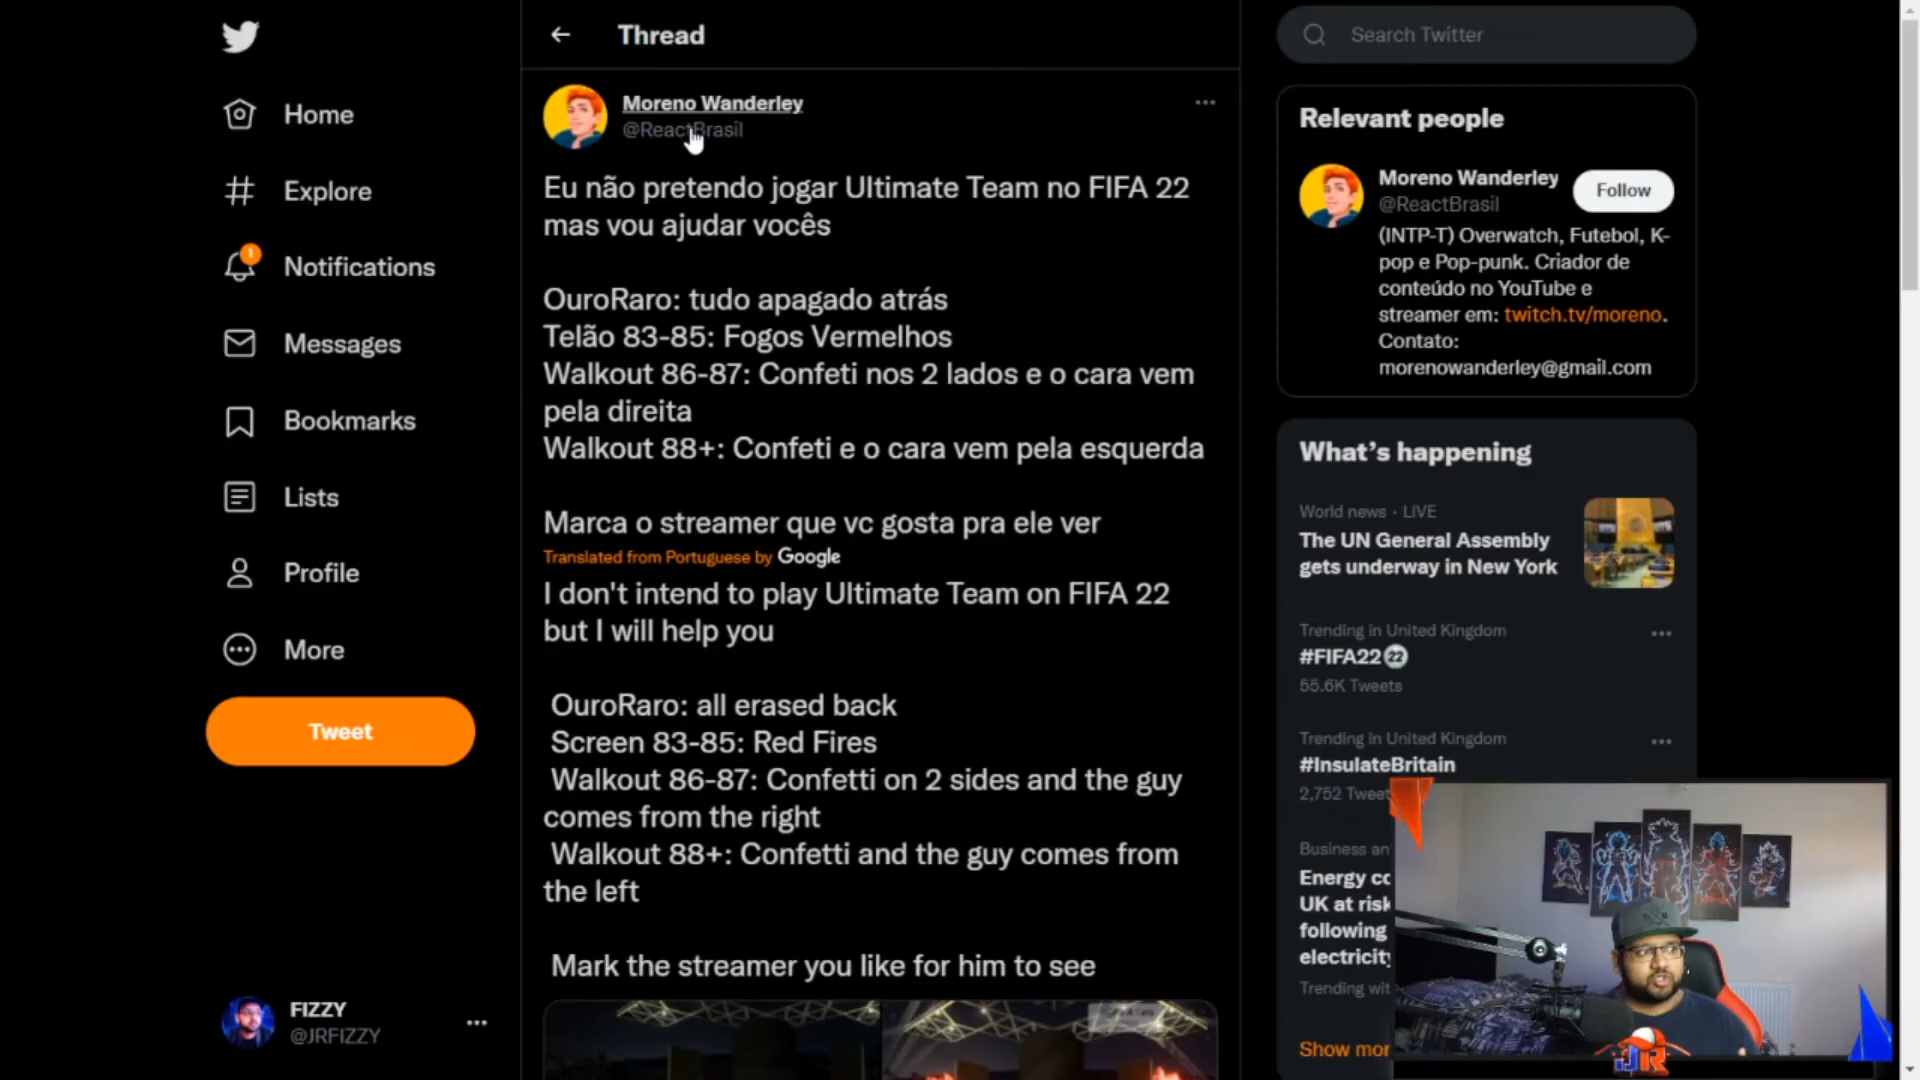 Home
Explore
1
Notifications
Messages
Bookmarks
Lists
Profile
More
Tweet
FIZZY
@JRFIZZY
Thread
Moreno Wanderley
@ReactBrasil
Eu não pretendo jogar Ultimate Team no FIFA 22
mas vou ajudar vocês
OuroRaro: tudo apagado atrás
Telão 83-85: Fogos Vermelhos
Walkout 86-87: Confeti nos 2 lados e o cara vem
pela direita
Walkout 88+: Confeti e o cara vem pela esquerda
Marca o streamer que vc gosta pra ele ver
Translated from Portuguese by Google
I don't intend to play Ultimate Team on FIFA 22
but I will help you
OuroRaro: all erased back
Screen 83-85: Red Fires
Walkout 86-87: Confetti on 2 sides and the guy
comes from the right
Walkout 88+: Confetti and the guy comes from
the left
Mark the streamer you like for him to see
Search Twitter
Relevant people
Moreno Wanderley
@ReactBrasil
Follow
(INTP-T) Overwatch, Futebol, K-
pop e Pop-punk. Criador de
conteúdo no YouTube e
streamer em: twitch.tv/moreno.
Contato:
morenowanderley@gmail.com
What's happening
World news · LIVE
The UN General Assembly
gets underway in New York
Trending in United Kingdom
#FIFA22 22
55.6K Tweets
Trending in United Kingdom
#InsulateBritain
2,752 Tweet
Business an
Energy cc
UK at risk
following
electricity
Trending wit
Show mor
JR